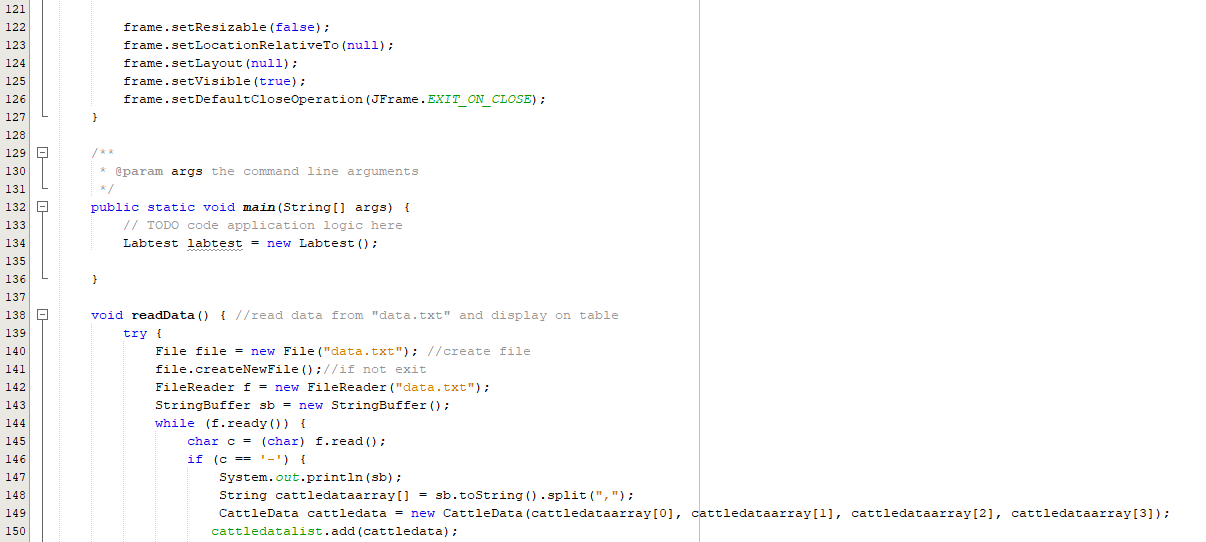 121
122 frame.setResizable(false);
123 frame.setLocationRelativeTo(null);
124 frame.setLayout(null);
125 frame.setVisible(true);
126 frame.setDefaultCloseOperation(JFrame.EXIT_ON_CLOSE);
127 }
128
129 /**
130 * @param args the command line arguments
131 */
132 public static void main(String[] args) {
133 // TODO code application logic here
134 Labtest labtest = new Labtest();
135
136 }
137
138 void readData() { //read data from "data.txt" and display on table
139 try {
140 File file = new File("data.txt"); //create file
141 file.createNewFile();//if not exit
142 FileReader f = new FileReader("data.txt");
143 StringBuffer sb = new StringBuffer();
144 while (f.ready()) {
145 char c = (char) f.read();
146 if (c == '-') {
147 System.out.println(sb);
148 String cattledataarray[] = sb.toString().split(",");
149 CattleData cattledata = new CattleData(cattledataarray[0], cattledataarray[1], cattledataarray[2], cattledataarray[3]);
150 cattledatalist.add(cattledata);